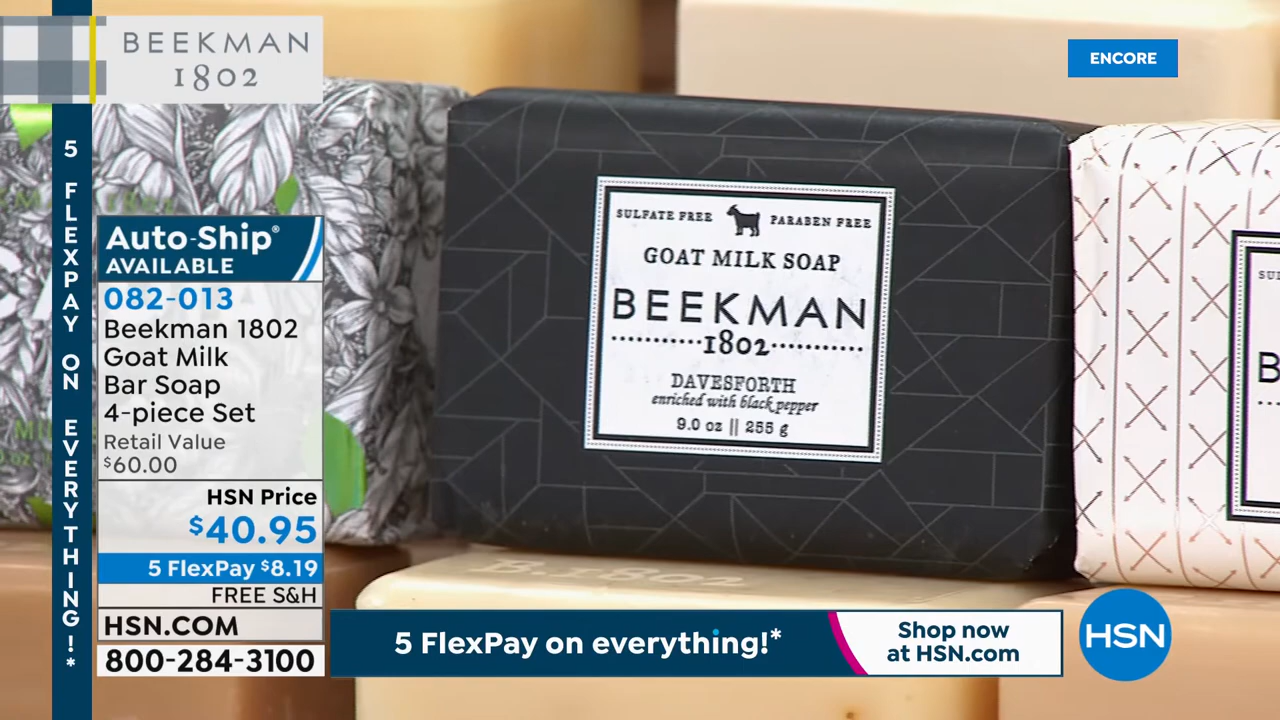 BEEKMAN
1802
ENCORE
5 FLEXPAY ON EVERYTHING!*
Auto-Ship®
AVAILABLE
082-013
Beekman 1802
Goat Milk
Bar Soap
4-piece Set
Retail Value
$60.00
HSN Price
$40.95
5 FlexPay $8.19
FREE S&H
HSN.COM
800-284-3100
SULFATE FREE PARABEN FREE
GOAT MILK SOAP
BEEKMAN
1802
DAVESFORTH
enriched with black pepper
9.0 oz || 255 g
B. 1802
5 FlexPay on everything!*
Shop now
at HSN.com
HSN